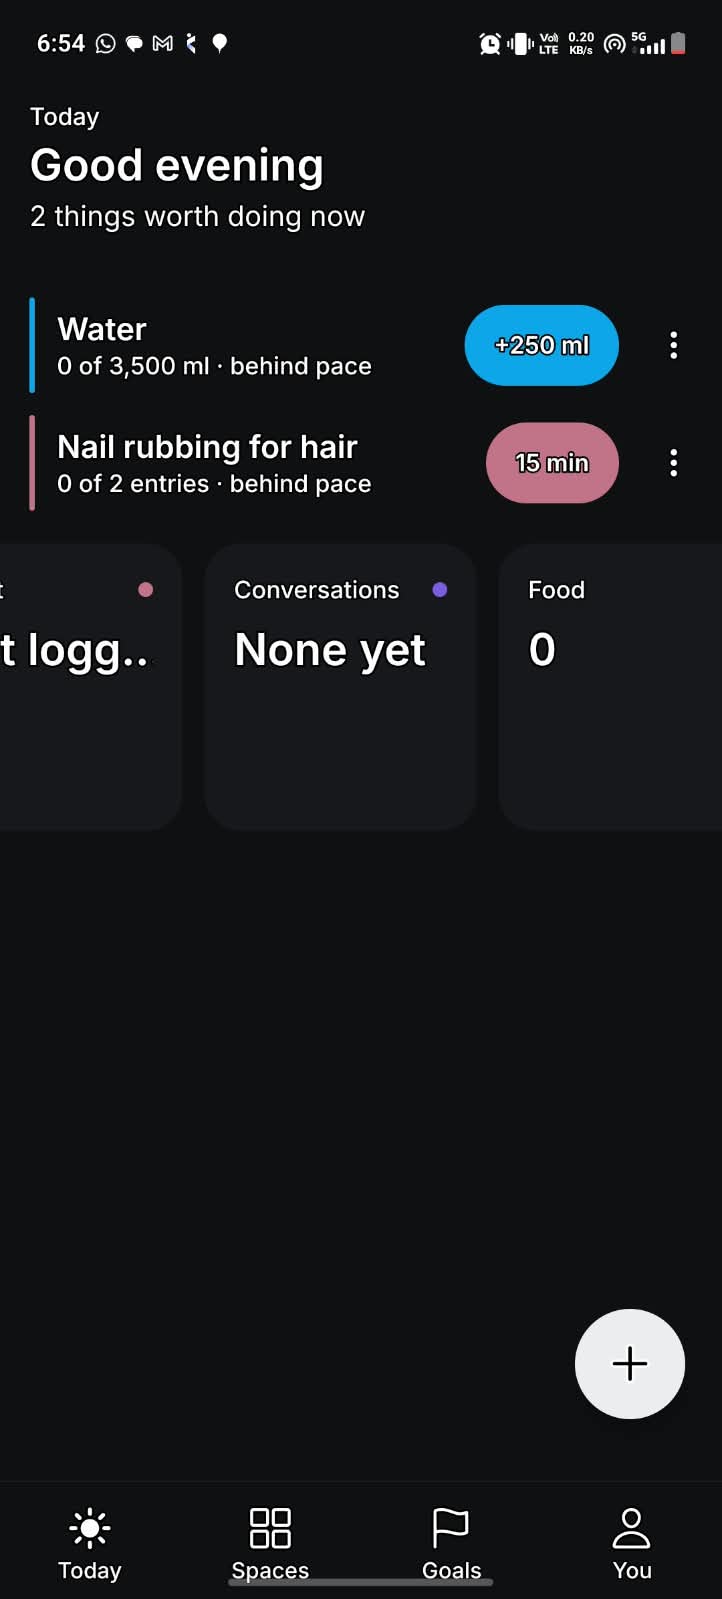 6:54
Vo) LTE 0.20 KB/s 5G
Today
Good evening
2 things worth doing now
Water
0 of 3,500 ml · behind pace
+250 ml
Nail rubbing for hair
0 of 2 entries · behind pace
15 min
t
t logg..
Conversations
None yet
Food
0
Today
Spaces
Goals
You